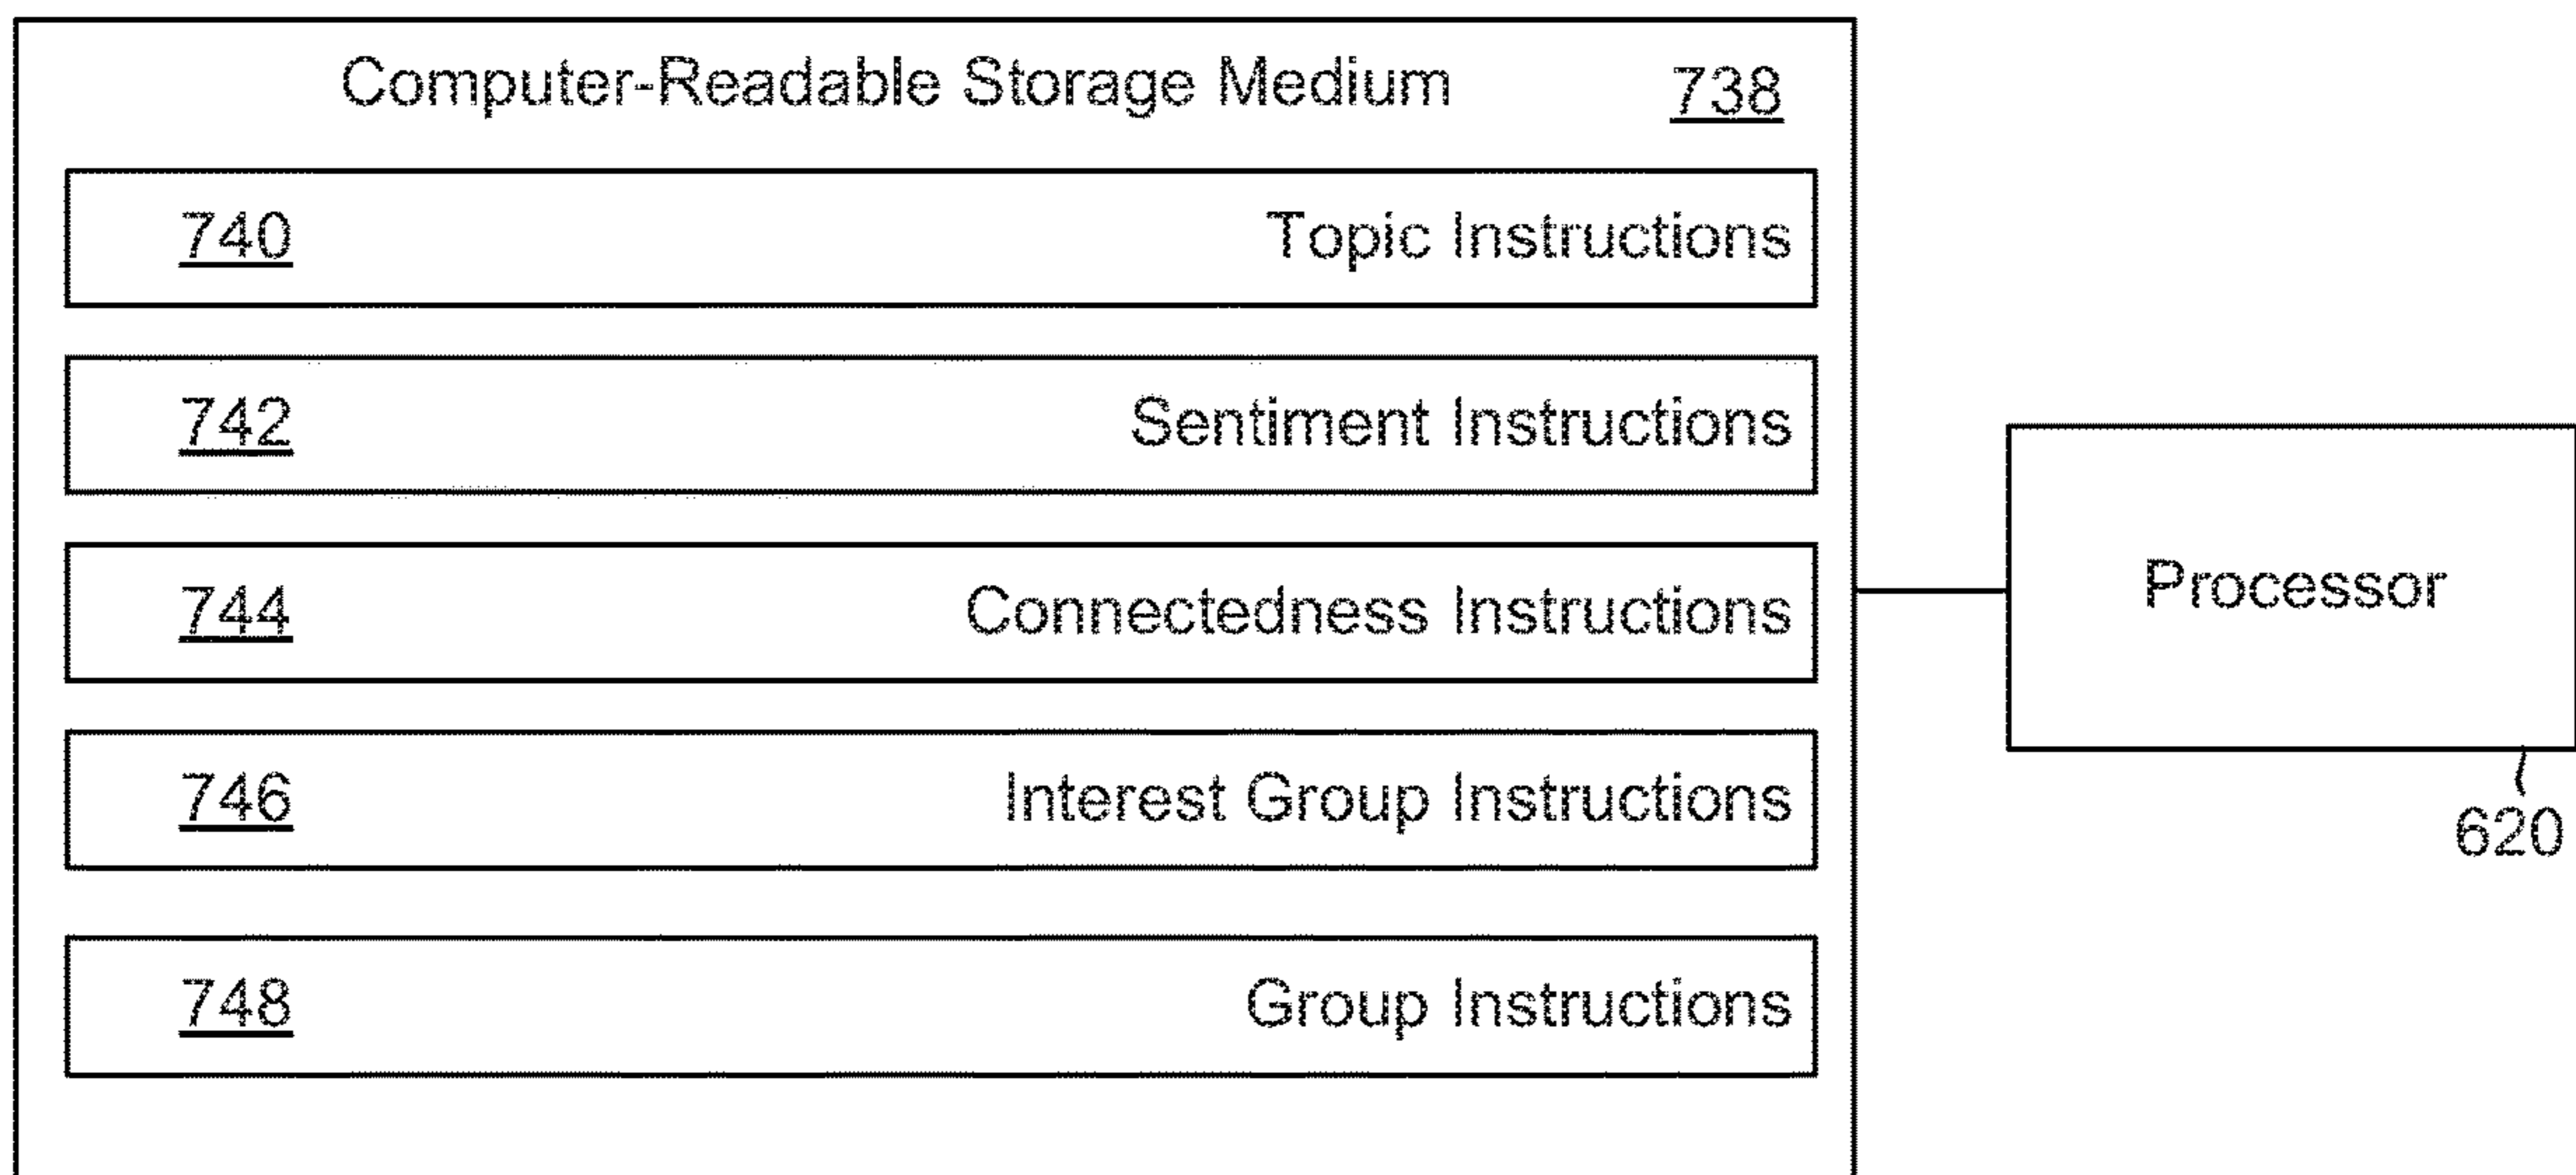 Computer-Readable Storage Medium 738
740 Topic Instructions
742 Sentiment Instructions
744 Connectedness Instructions
746 Interest Group Instructions
748 Group Instructions
Processor
620